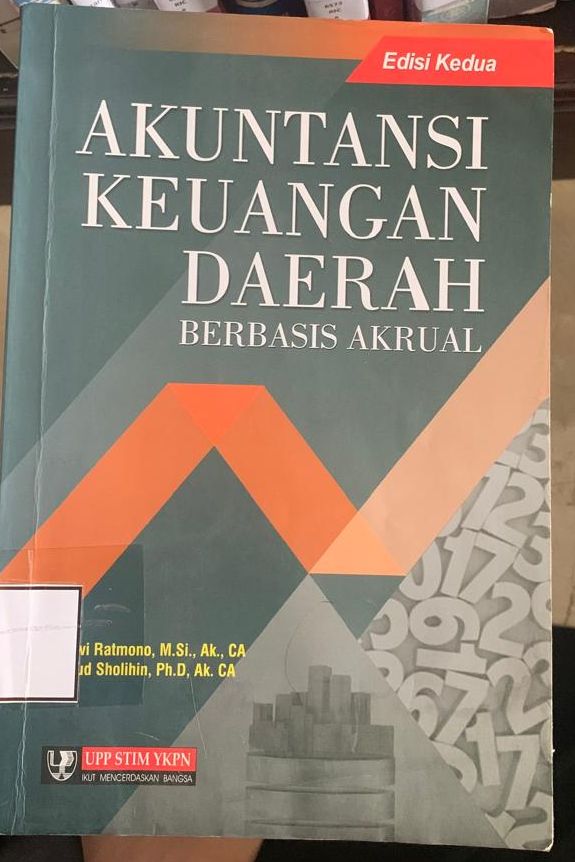 Edisi Kedua
AKUNTANSI
KEUANGAN
DAERAH
BERBASIS AKRUAL
Ratmono, M.Si., Ak., CA
Sholihin, Ph.D, Ak. CA
UPP STIM YKPN
IKUT MENCERDASKAN BANGSA